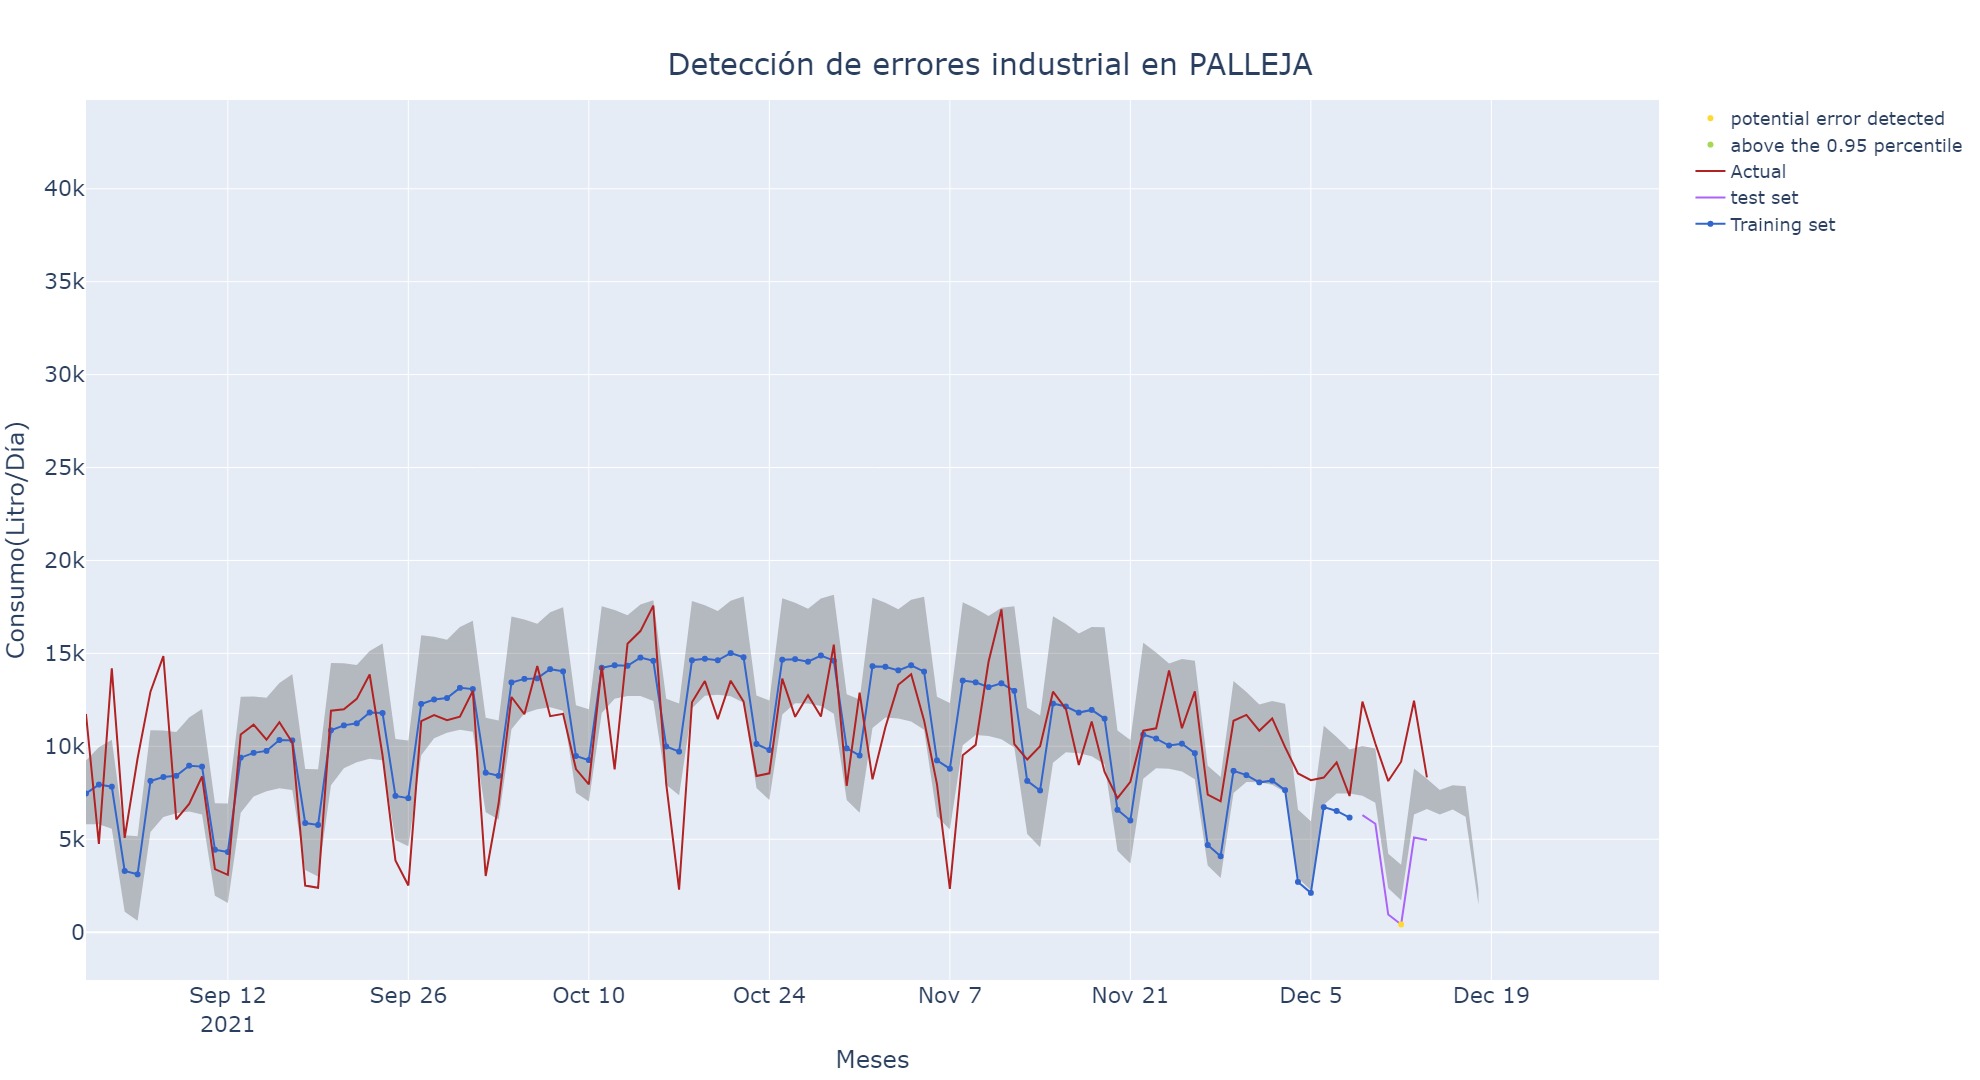 Detección de errores industrial en PALLEJA
potential error detected
above the 0.95 percentile
Actual
test set
Training set
Consumo(Litro/Día)
40k
35k
30k
25k
20k
15k
10k
5k
0
Sep 12
2021
Sep 26
Oct 10
Oct 24
Nov 7
Nov 21
Dec 5
Dec 19
Meses